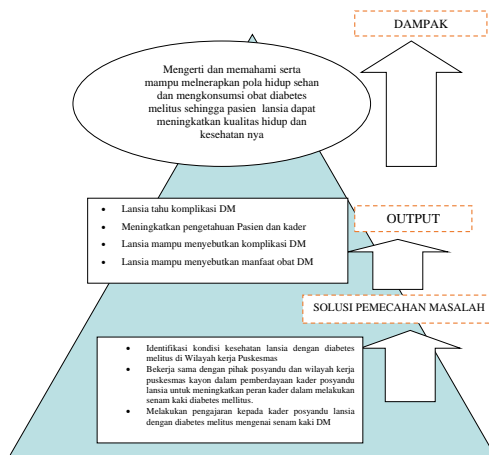 DAMPAK
Mengerti dan memahami serta
mampu melnerapkan pola hidup sehan
dan mengkonsumsi obat diabetes
melitus sehingga pasien lansia dapat
meningkatkan kualitas hidup dan
kesehatan nya
• Lansia tahu komplikasi DM
• Meningkatkan pengetahuan Pasien dan kader
• Lansia mampu menyebutkan komplikasi DM
• Lansia mampu menyebutkan manfaat obat DM
OUTPUT
SOLUSI PEMECAHAN MASALAH
• Identifikasi kondisi kesehatan lansia dengan diabetes
melitus di Wilayah kerja Puskesmas
• Bekerja sama dengan pihak posyandu dan wilayah kerja
puskesmas kayon dalam pemberdayaan kader posyandu
lansia untuk meningkatkan peran kader dalam melakukan
senam kaki diabetes mellitus.
• Melakukan pengajaran kepada kader posyandu lansia
dengan diabetes melitus mengenai senam kaki DM